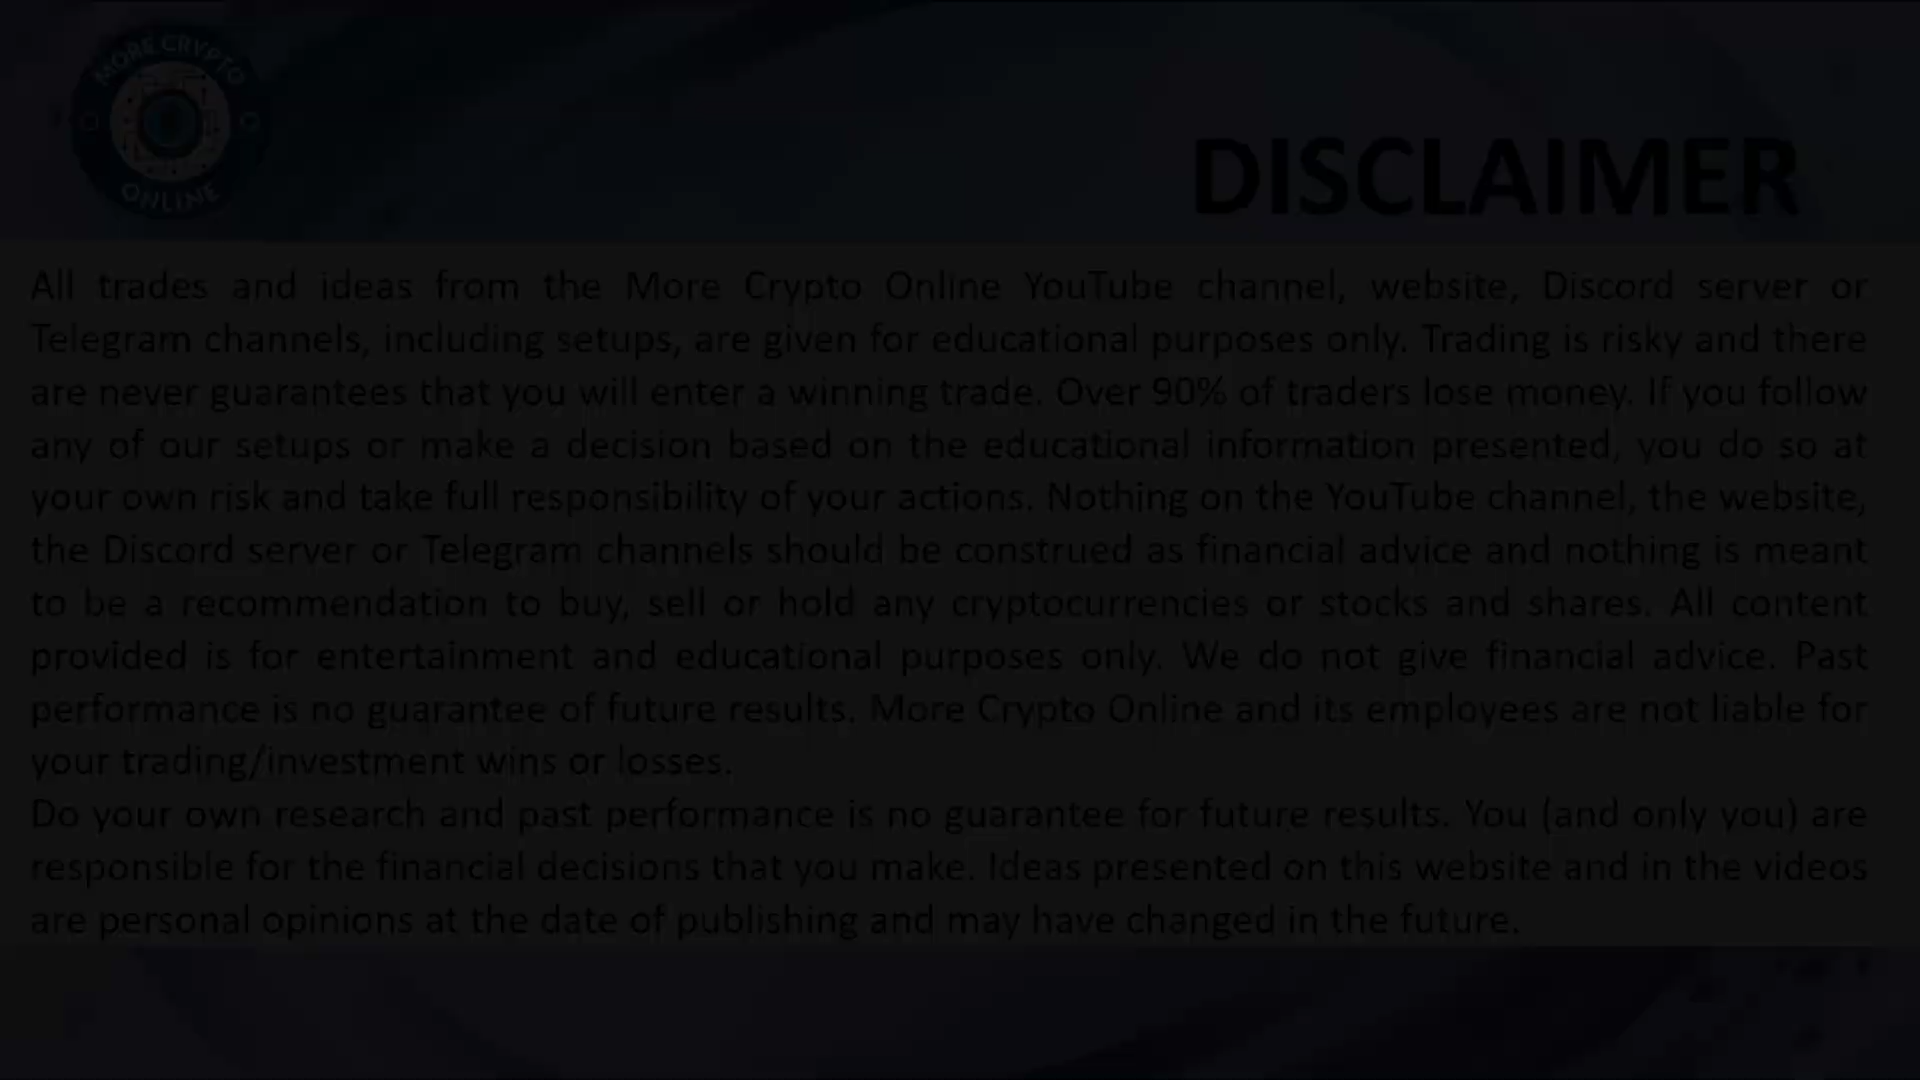 MORE CRYPTO
ONLINE
DISCLAIMER
All trades and ideas from the More Crypto Online YouTube channel, website, Discord server or
Telegram channels, including setups, are given for educational purposes only. Trading is risky and there
are never guarantees that you will enter a winning trade. Over 90% of traders lose money. If you follow
any of our setups or make a decision based on the educational information presented, you do so at
your own risk and take full responsibility of your actions. Nothing on the YouTube channel, the website,
the Discord server or Telegram channels should be construed as financial advice and nothing is meant
to be a recommendation to buy, sell or hold any cryptocurrencies or stocks and shares. All content
provided is for entertainment and educational purposes only. We do not give financial advice. Past
performance is no guarantee of future results. More Crypto Online and its employees are not liable for
your trading/investment wins or losses.
Do your own research and past performance is no guarantee for future results. You (and only you) are
responsible for the financial decisions that you make. Ideas presented on this website and in the videos
are personal opinions at the date of publishing and may have changed in the future.